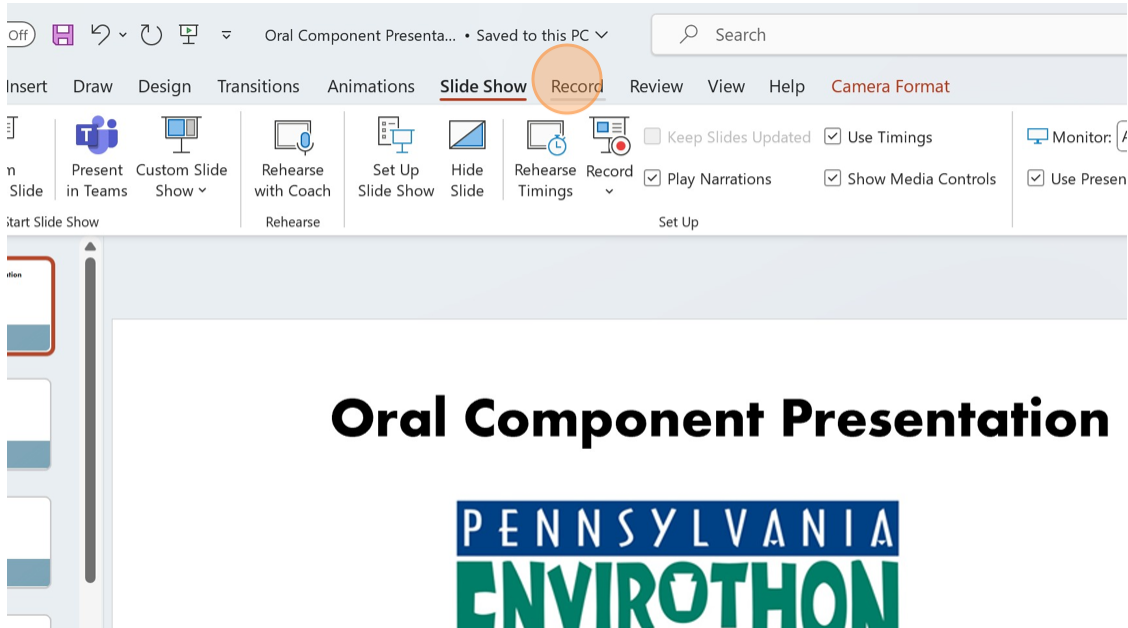 Off Oral Component Presenta... • Saved to this PC Search
Insert Draw Design Transitions Animations Slide Show Record Review View Help Camera Format
Slide
Present
in Teams
Custom Slide
Show
Rehearse
with Coach
Set Up
Slide Show
Hide
Slide
Rehearse
Timings
Record
Keep Slides Updated
Play Narrations
Use Timings
Show Media Controls
Monitor:
Use Presen
Start Slide Show Rehearse Set Up
Oral Component Presentation
PENNSYLVANIA
ENVIROTHON